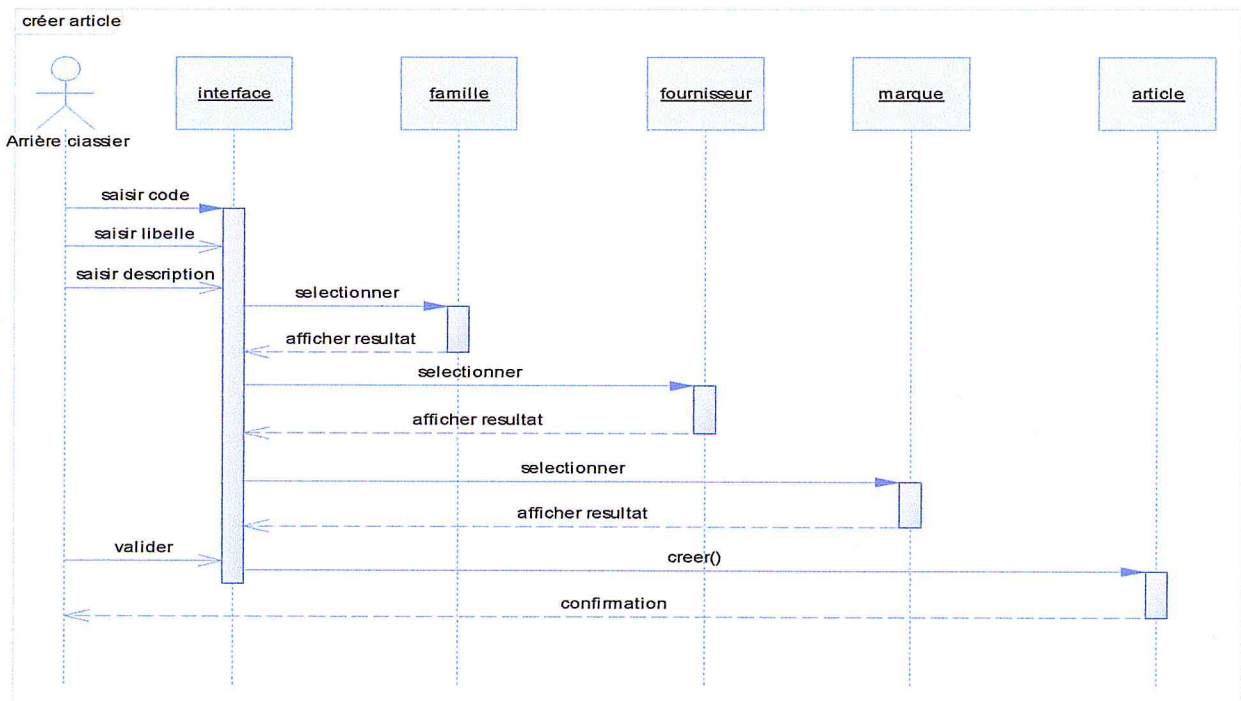 créer article
interface
famille
fournisseur
marque
article
Arrière ciassier
saisir code
saisir libelle
saisir description
selectionner
afficher resultat
selectionner
afficher resultat
selectionner
afficher resultat
valider
creer()
confirmation